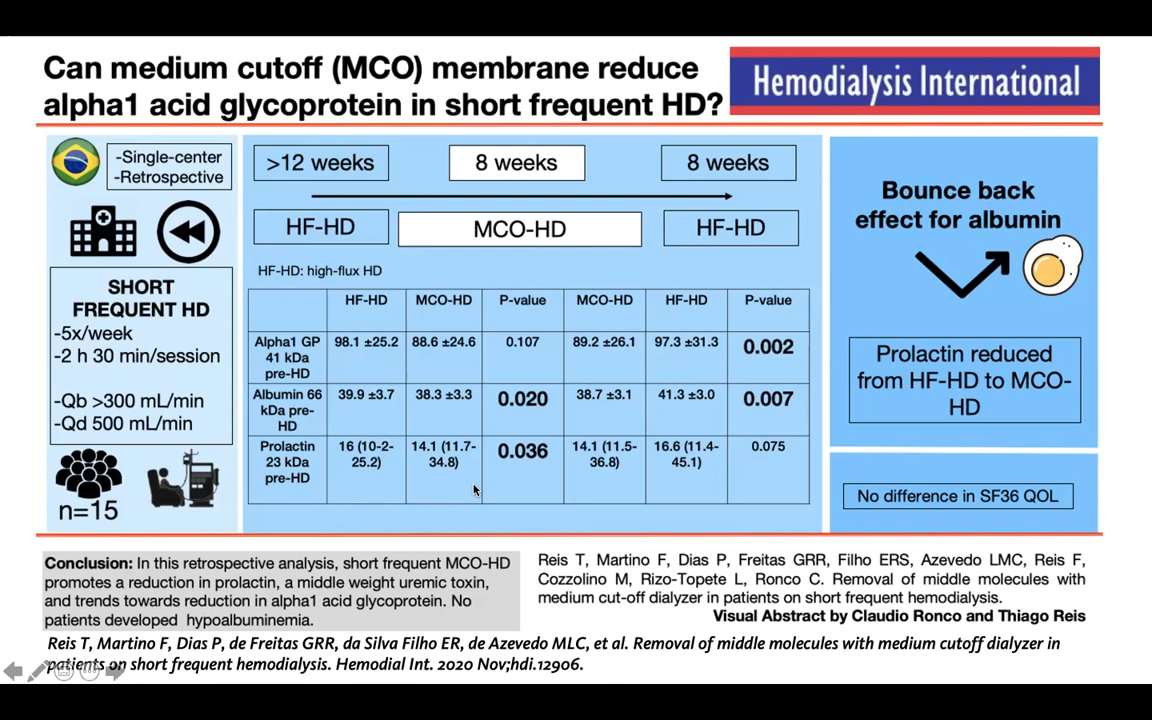 Can medium cutoff (MCO) membrane reduce
alpha1 acid glycoprotein in short frequent HD?
Hemodialysis International
-Single-center
-Retrospective
SHORT
FREQUENT HD
-5x/week
-2 h 30 min/session
-Qb >300 mL/min
-Qd 500 mL/min
n=15
>12 weeks
8 weeks
8 weeks
HF-HD
MCO-HD
HF-HD
HF-HD: high-flux HD
HF-HD MCO-HD P-value MCO-HD HF-HD P-value
Alpha1 GP 98.1 ±25.2 88.6 ±24.6 0.107 89.2 ±26.1 97.3 ±31.3 0.002
41 kDa
pre-HD
Albumin 66 39.9 ±3.7 38.3 ±3.3 0.020 38.7 ±3.1 41.3 ±3.0 0.007
kDa pre-
HD
Prolactin 16 (10-2- 14.1 (11.7- 0.036 14.1 (11.5- 16.6 (11.4- 0.075
23 kDa 25.2) 34.8) 36.8) 45.1)
pre-HD
Bounce back
effect for albumin
Prolactin reduced
from HF-HD to MCO-
HD
No difference in SF36 QOL
Conclusion: In this retrospective analysis, short frequent MCO-HD
promotes a reduction in prolactin, a middle weight uremic toxin,
and trends towards reduction in alpha1 acid glycoprotein. No
patients developed hypoalbuminemia.
Reis T, Martino F, Dias P, Freitas GRR, Filho ERS, Azevedo LMC, Reis F,
Cozzolino M, Rizo-Topete L, Ronco C. Removal of middle molecules with
medium cut-off dialyzer in patients on short frequent hemodialysis.
Visual Abstract by Claudio Ronco and Thiago Reis
Reis T, Martino F, Dias P, de Freitas GRR, da Silva Filho ER, de Azevedo MLC, et al. Removal of middle molecules with medium cutoff dialyzer in
patients on short frequent hemodialysis. Hemodial Int. 2020 Nov;hdi.12906.